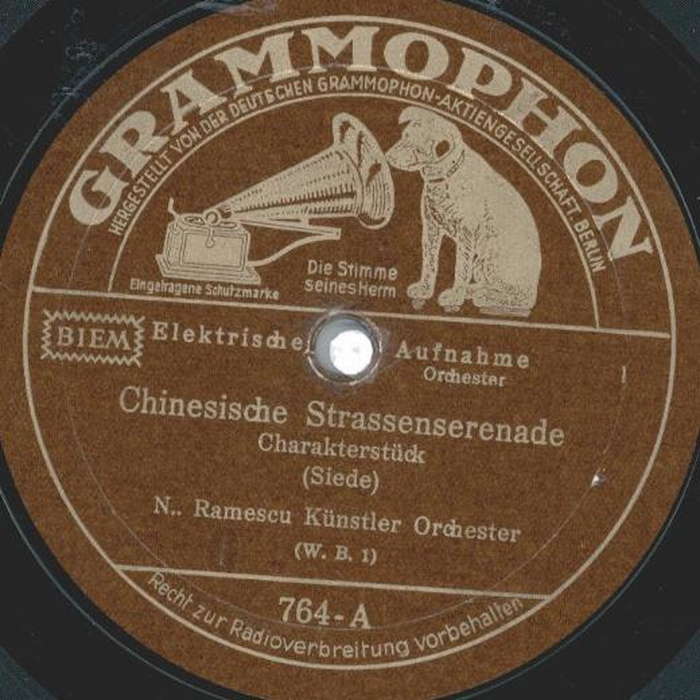 GRAMMOPHON
HERGESTELLT VON DER DEUTSCHEN GRAMMOPHON-AKTIENGESELLSCHAFT, BERLIN
Die Stimme
seines Herrn
Eingetragene Schutzmarke
BIEM Elektrische Aufnahme
Orchester
Chinesische Strassenserenade
Charakterstück
(Siede)
N.. Ramescu Künstler Orchester
(W. B. 1)
764-A
Recht zur Radioverbreitung vorbehalten